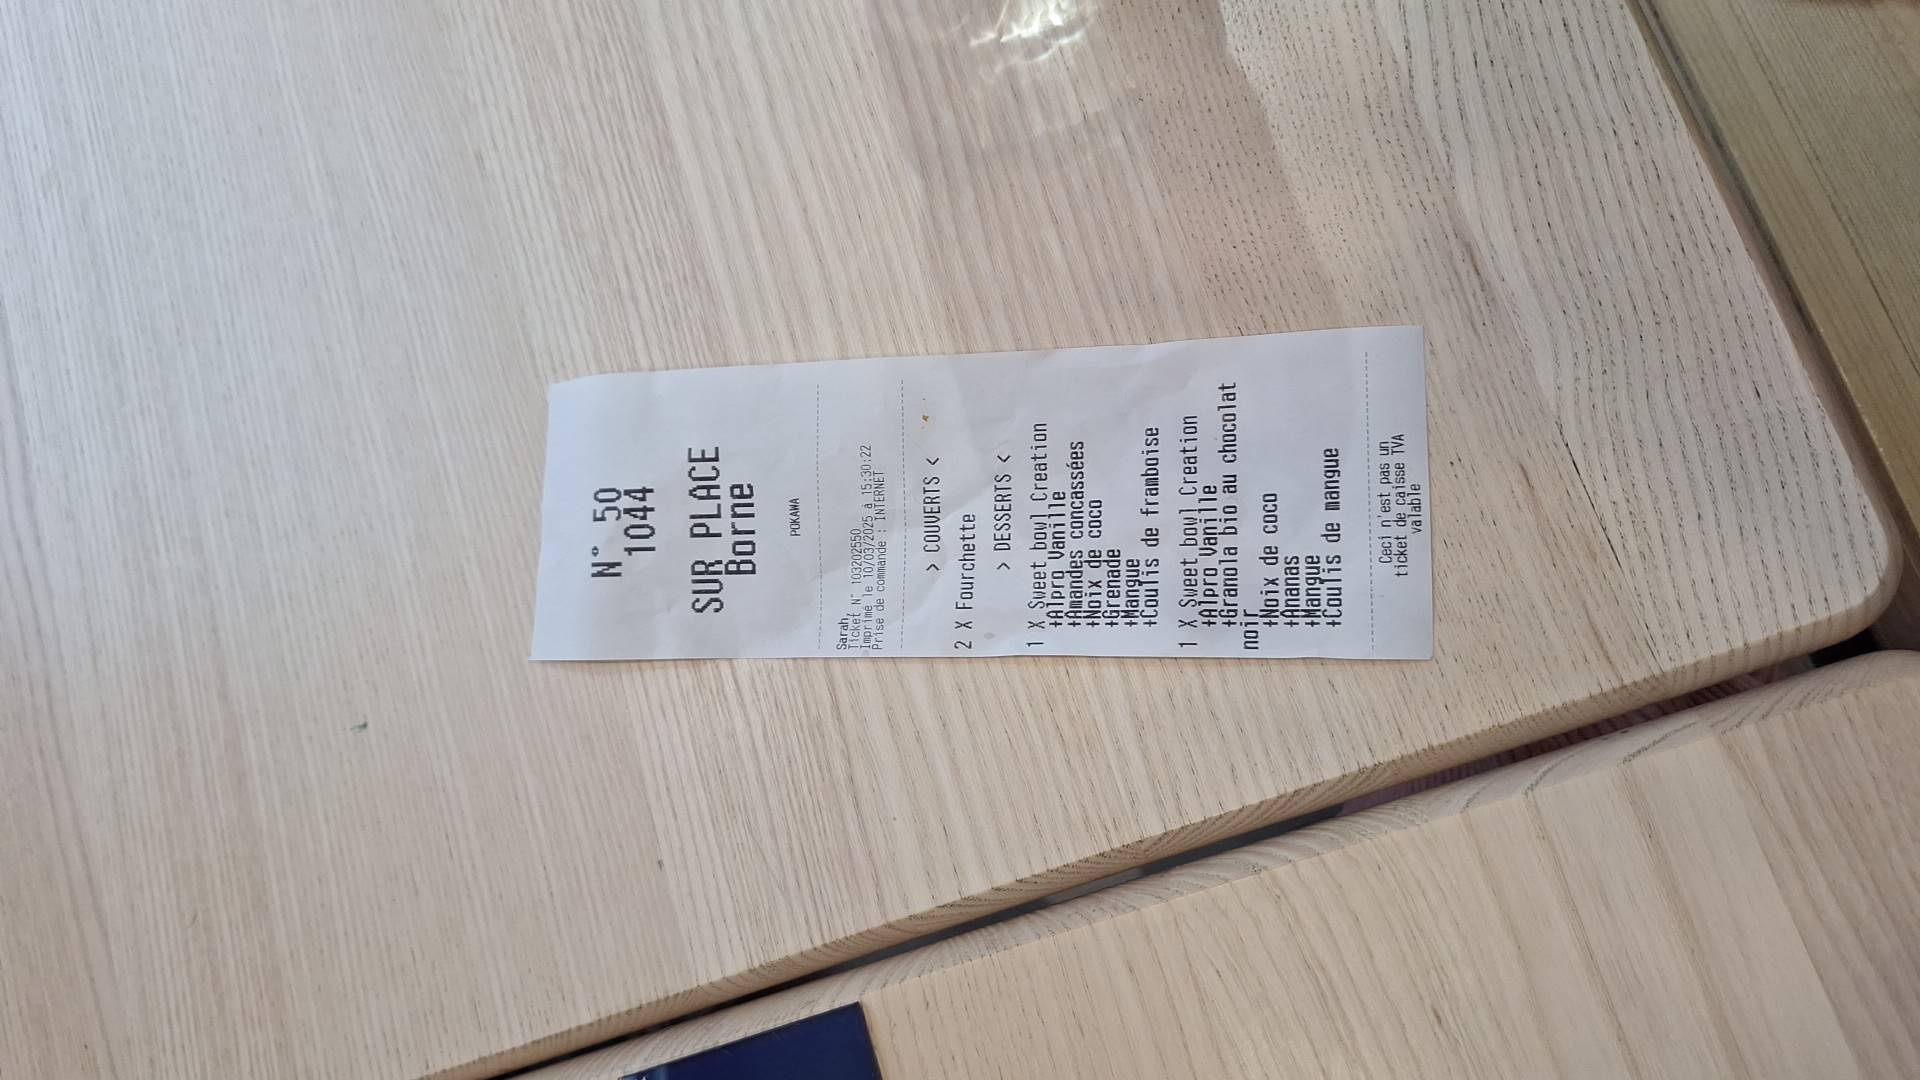 N° 50
1044
SUR PLACE
Borne
POKAWA
Sarah,
Ticket N° 103202550
Imprimé le 10/03/2025 à 15:30:22
Prise de commande : INTERNET
> COUVERTS <
2 X Fourchette
> DESSERTS <
1 X Sweet bowl Creation
+Alpro Vanille
+Amandes concassées
+Noix de coco
+Grenade
+Mangue
+Coulis de framboise
1 X Sweet bowl Creation
+Alpro Vanille
+Granola bio au chocolat
noir
+Noix de coco
+Ananas
+Mangue
+Coulis de mangue
Ceci n'est pas un
ticket de caisse TVA
valable